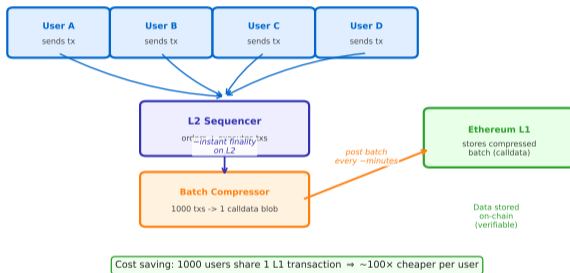 User A
sends tx
User B
sends tx
User C
sends tx
User D
sends tx
L2 Sequencer
txs
~instant finality
on L2
Batch Compressor
1000 txs -> 1 calldata blob
post batch
every ~minutes
Ethereum L1
stores compressed
batch (calldata)
Data stored
on-chain
(verifiable)
Cost saving: 1000 users share 1 L1 transaction ⇒ ~100× cheaper per user